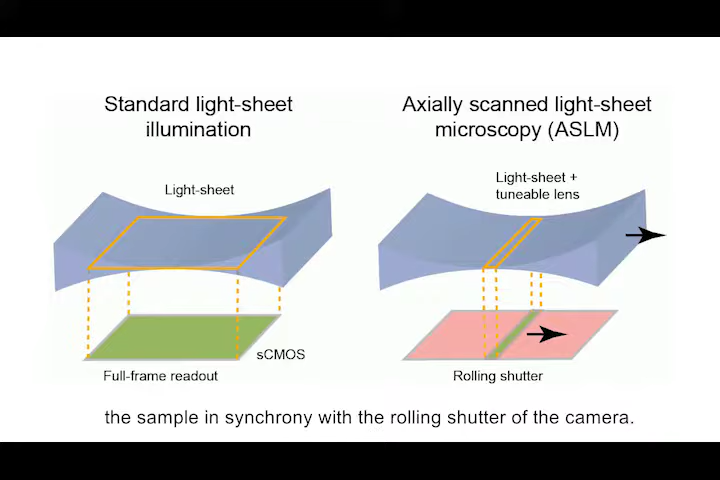 Standard light-sheet
illumination
Axially scanned light-sheet
microscopy (ASLM)
Light-sheet
Light-sheet +
tuneable lens
sCMOS
Full-frame readout
Rolling shutter
the sample in synchrony with the rolling shutter of the camera.